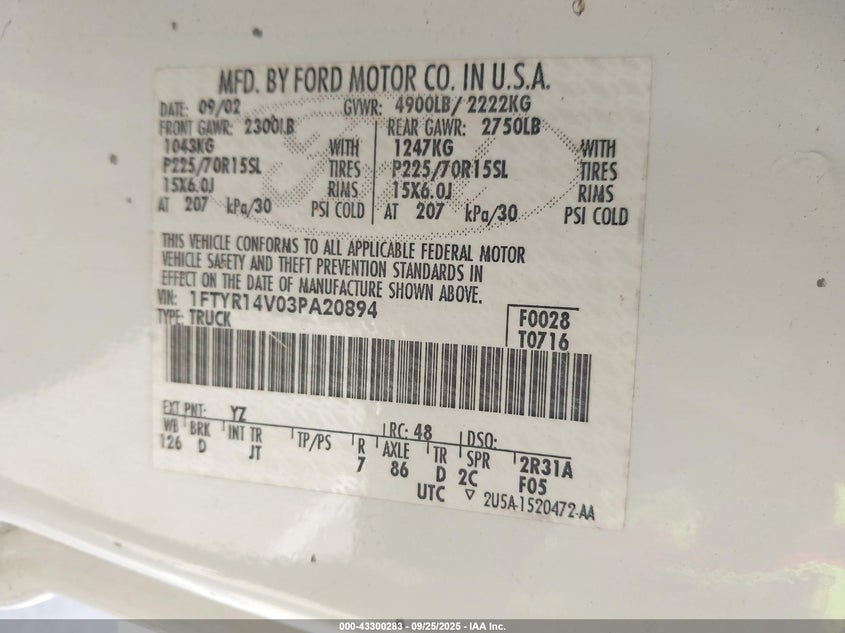 MFD. BY FORD MOTOR CO. IN U.S.A.
DATE: 09/02 GVWR: 4900LB/ 2222KG
FRONT GAWR: 2300LB REAR GAWR: 2750LB
1043KG WITH 1247KG WITH
P225/70R15SL TIRES P225/70R15SL TIRES
15X6.0J RIMS 15X6.0J RIMS
AT 207 kPa/30 PSI COLD AT 207 kPa/30 PSI COLD
THIS VEHICLE CONFORMS TO ALL APPLICABLE FEDERAL MOTOR
VEHICLE SAFETY AND THEFT PREVENTION STANDARDS IN
EFFECT ON THE DATE OF MANUFACTURE SHOWN ABOVE.
VIN: 1FTYR14V03PA20894
TYPE: TRUCK
F0028
T0716
EXT PNT: YZ RC: 48 DSO:
WB BRK INT TR TP/PS R AXLE TR SPR 2R31A
126 D JT 7 86 D 2C F05
UTC ▽ 2U5A-1520472-AA
000-43300283 - 09/25/2025 - IAA Inc.